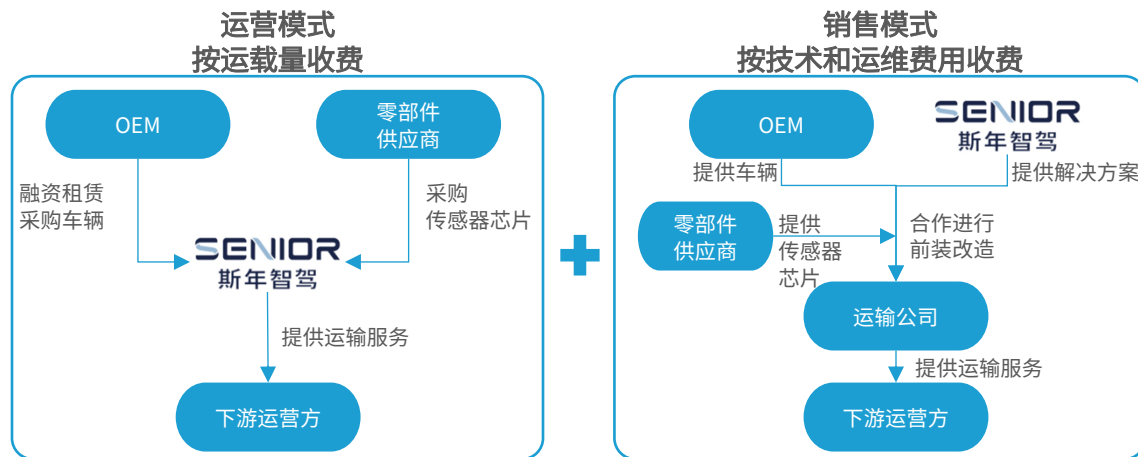 运营模式
按运载量收费
OEM
零部件
供应商
融资租赁
采购车辆
采购
传感器芯片
SENIOR
斯年智驾
提供运输服务
下游运营方
销售模式
按技术和运维费用收费
OEM
SENIOR
斯年智驾
提供车辆
提供解决方案
零部件
供应商
提供
传感器
芯片
合作进行
前装改造
运输公司
提供运输服务
下游运营方